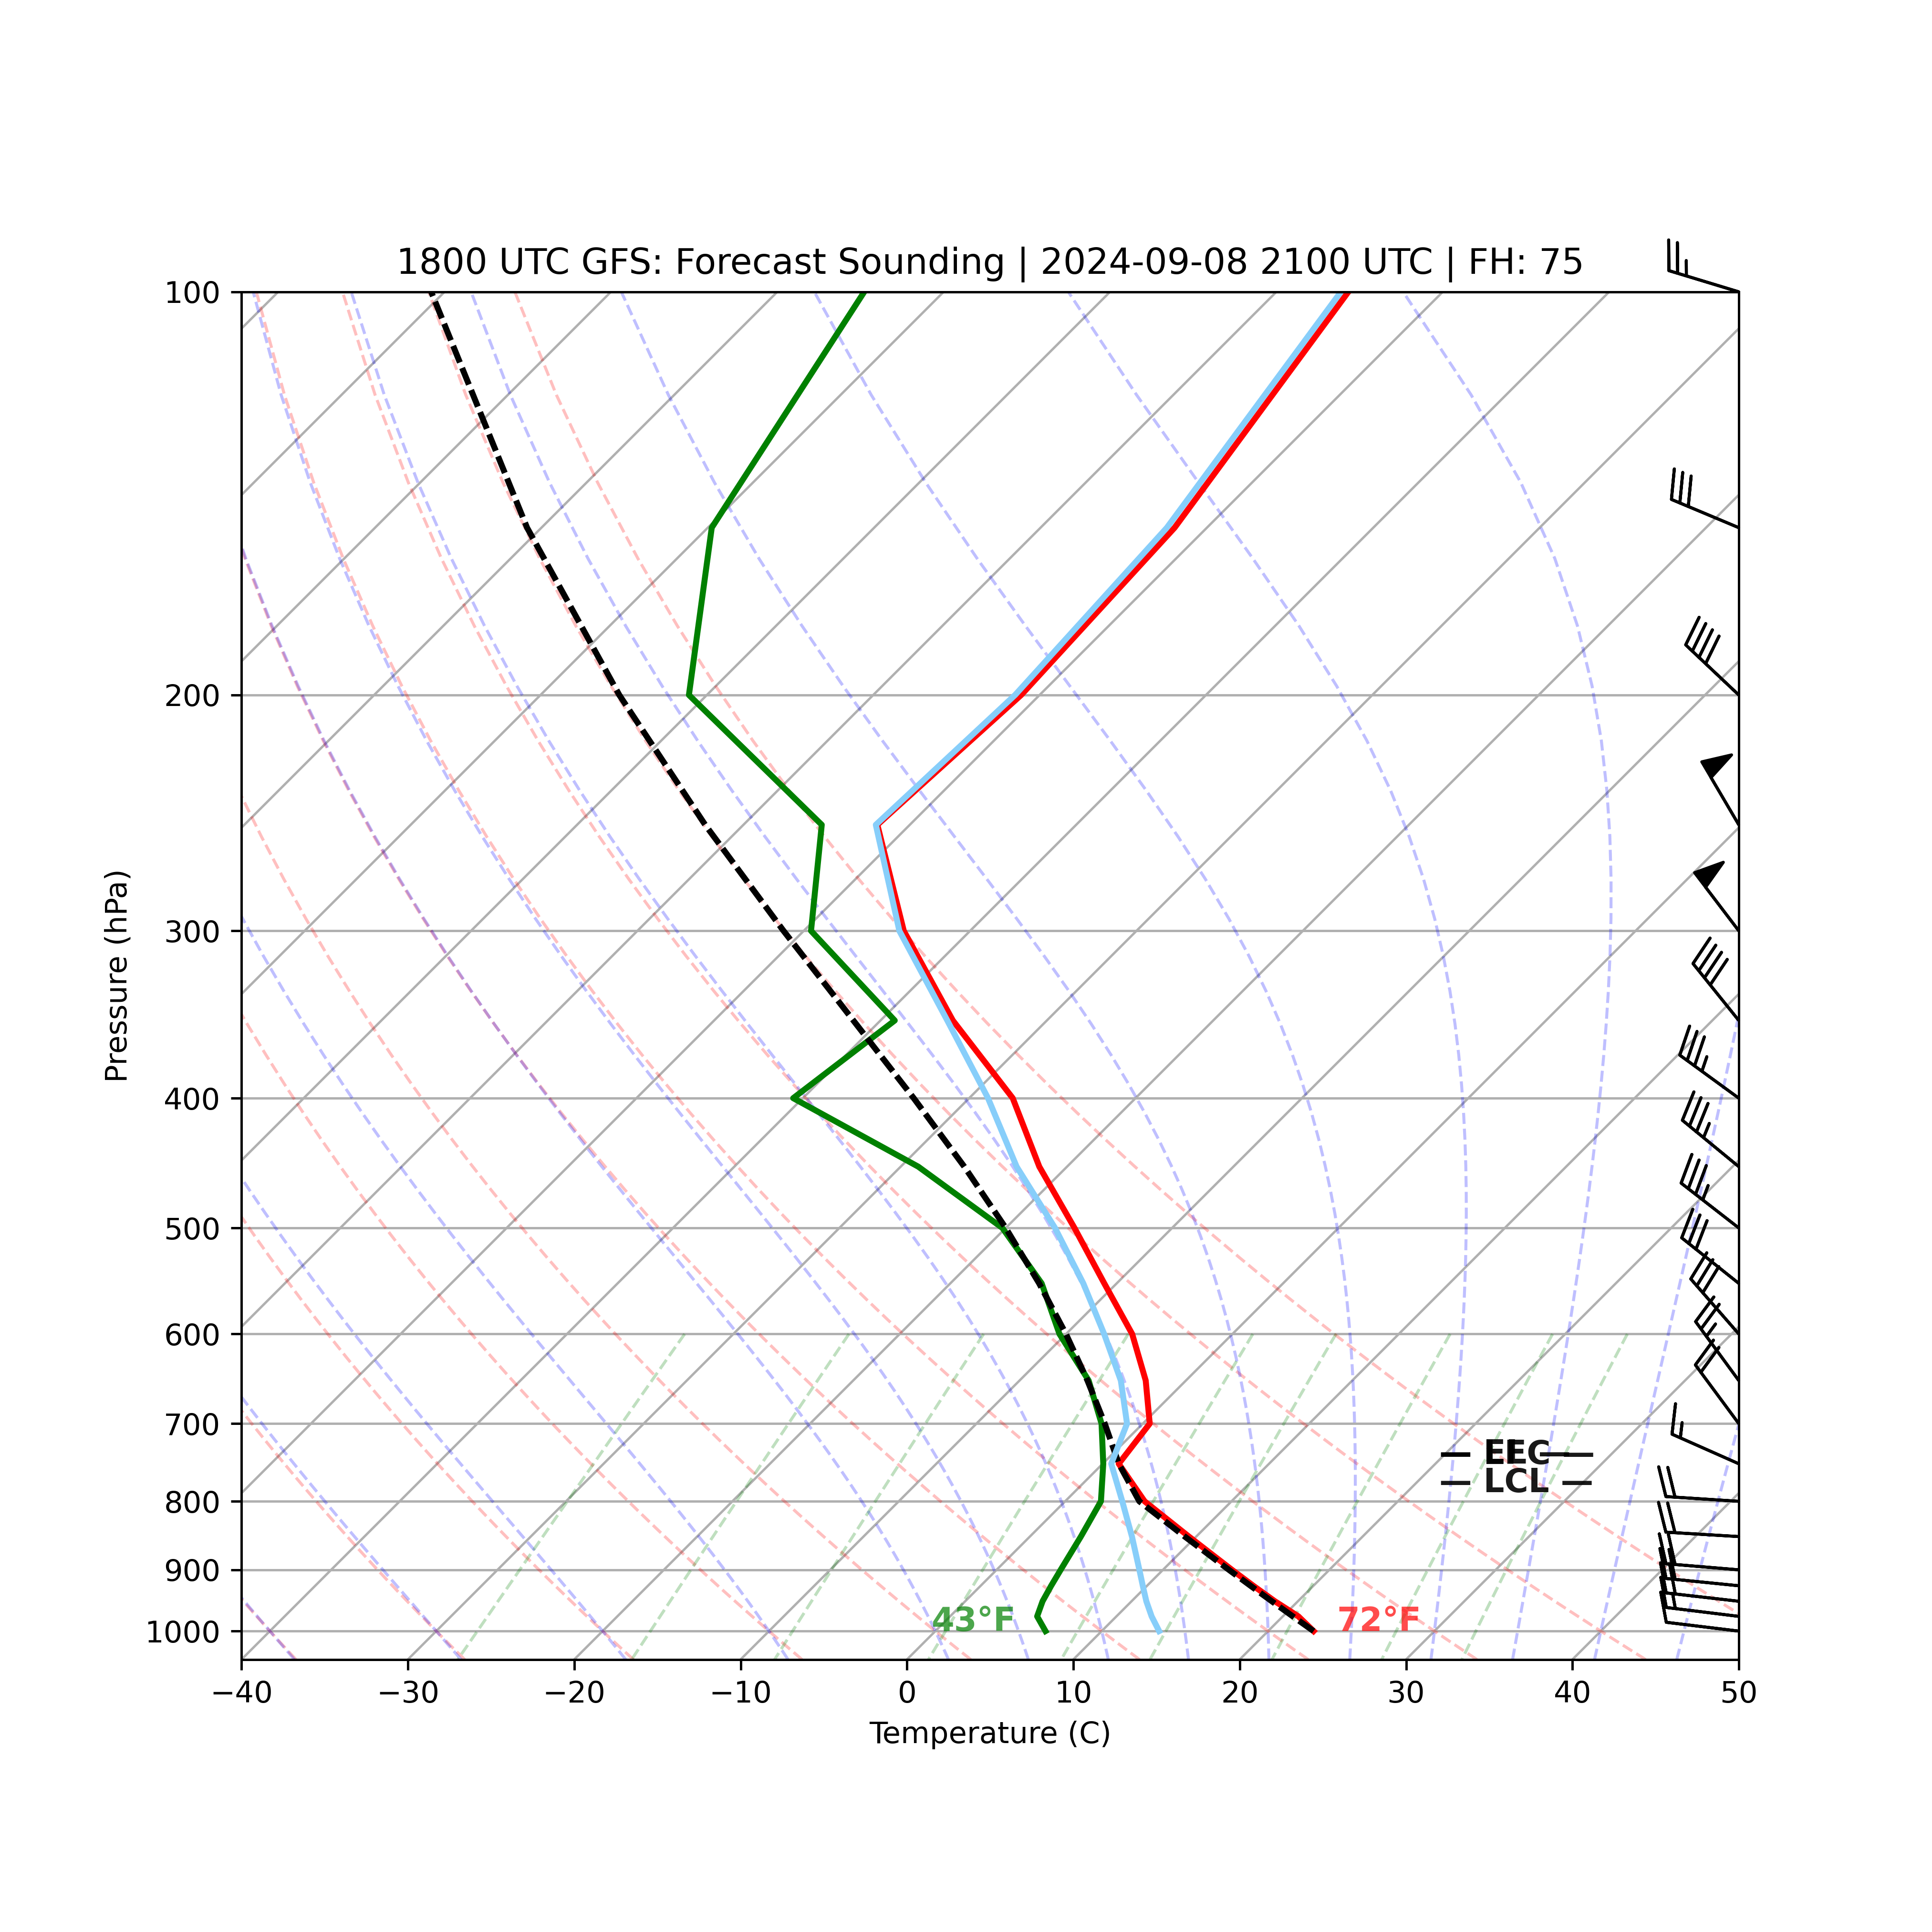 1800 UTC GFS: Forecast Sounding | 2024-09-08 2100 UTC | FH: 75
100
200
300
400
500
600
700
800
900
1000
Pressure (hPa)
— LCL —
43°F
72°F
−40 −30 −20 −10 0 10 20 30 40 50
Temperature (C)